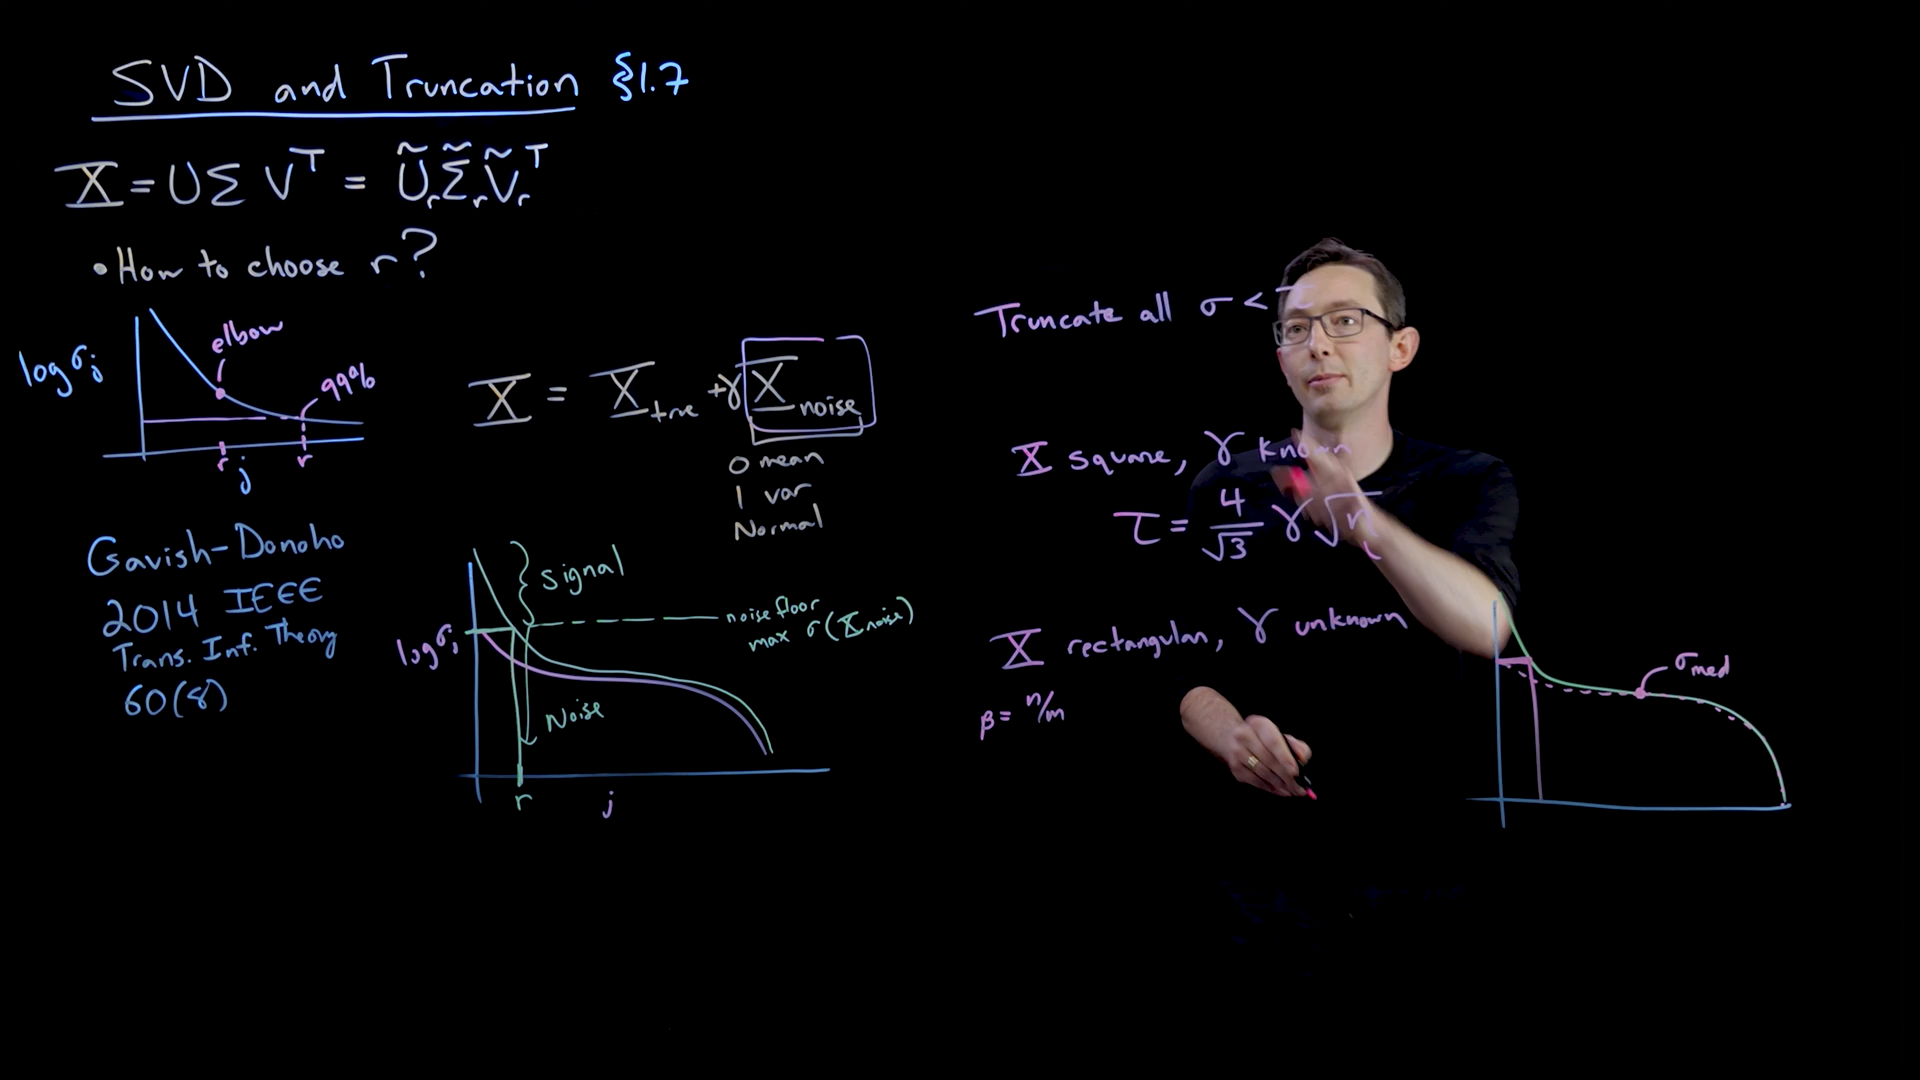 SVD and Truncation §1.7
X = U Σ V^T = Ũ_r Σ̃_r Ṽ_r^T
• How to choose r?
log σ_j
elbow
99%
r
r
j
Gavish-Donoho
2014 IEEE
Trans. Inf. Theory
60(8)
X = X_true + γ X_noise
0 mean
1 var
Normal
log σ_j
signal
noise floor
max σ(X_noise)
Noise
r
j
Truncate all σ < τ
X square, γ known
τ = 4/√3 γ √n
X rectangular, γ unknown
β = n/m
σ_med